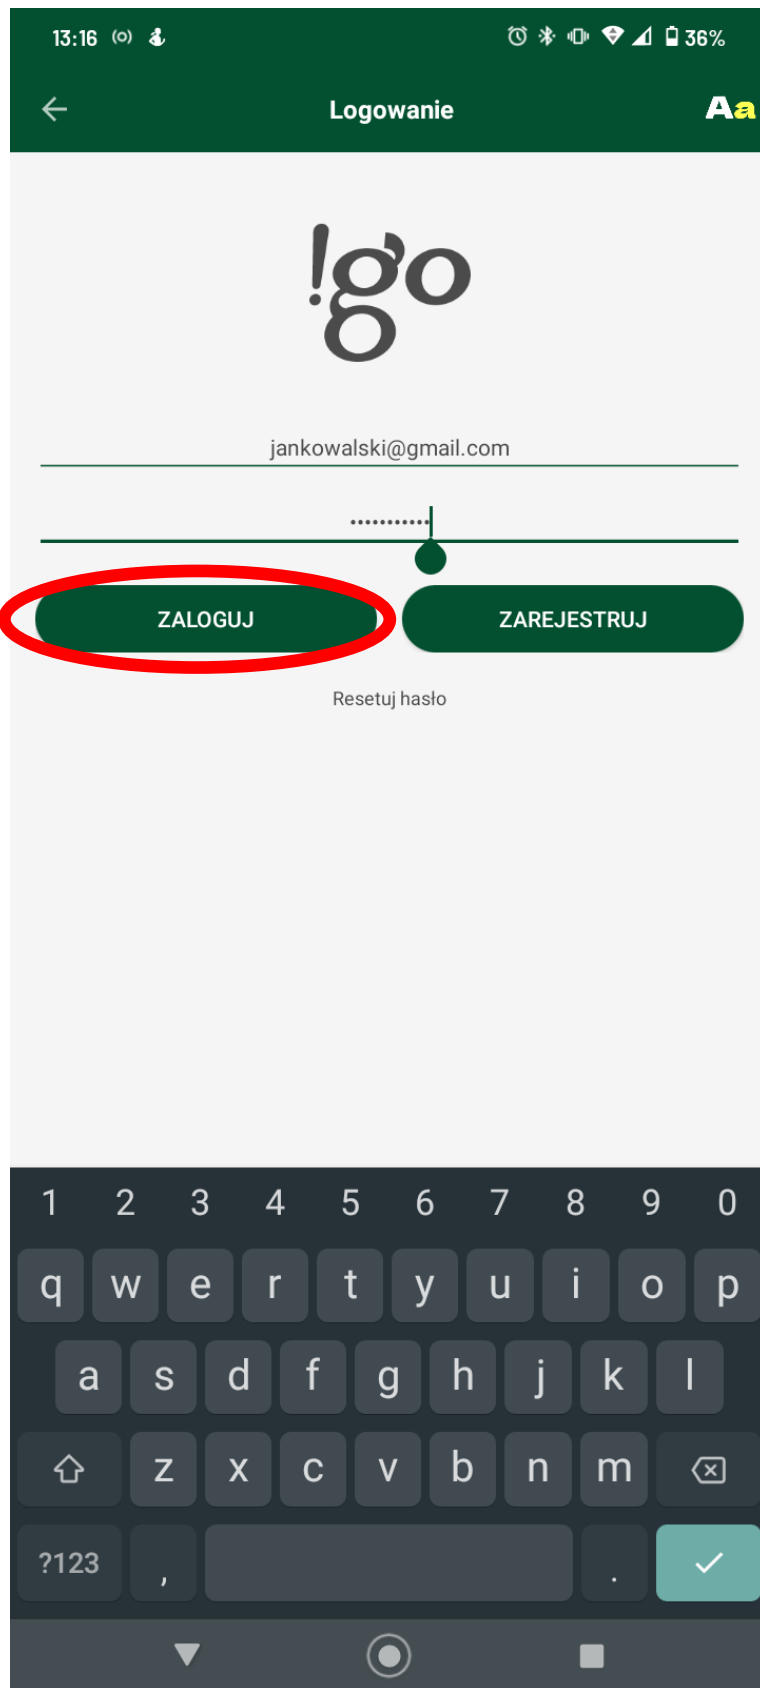 13:16 36%
Logowanie Aa
!go
jankowalski@gmail.com
•••••••••••
ZALOGUJ ZAREJESTRUJ
Resetuj hasło
1 2 3 4 5 6 7 8 9 0
q w e r t y u i o p
a s d f g h j k l
z x c v b n m
?123 , .